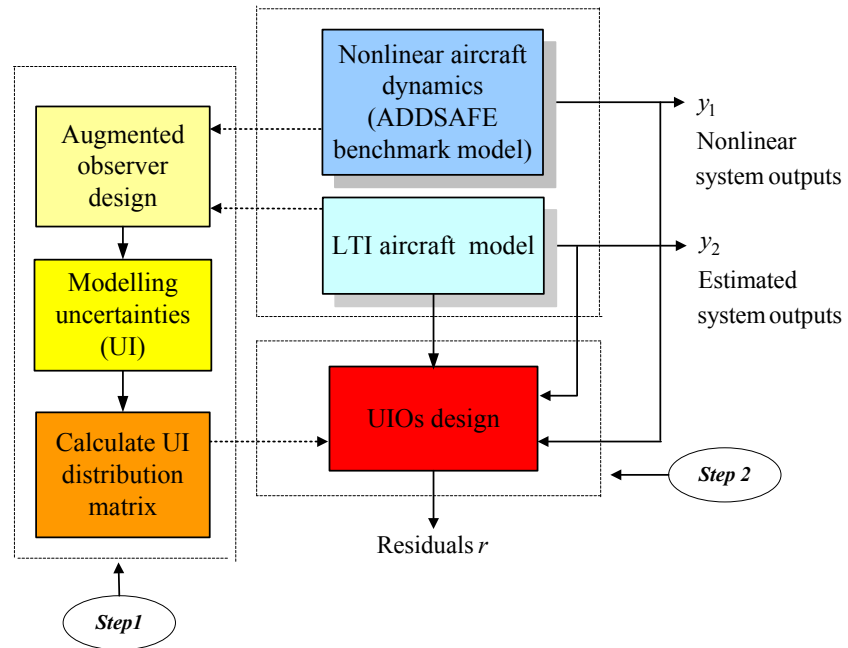 Nonlinear aircraft
dynamics
(ADDSAFE
benchmark model)
y1
Nonlinear
system outputs
Augmented
observer
design
LTI aircraft model
y2
Estimated
system outputs
Modelling
uncertainties
(UI)
UIOs design
Calculate UI
distribution
matrix
Step 2
Residuals r
Step1